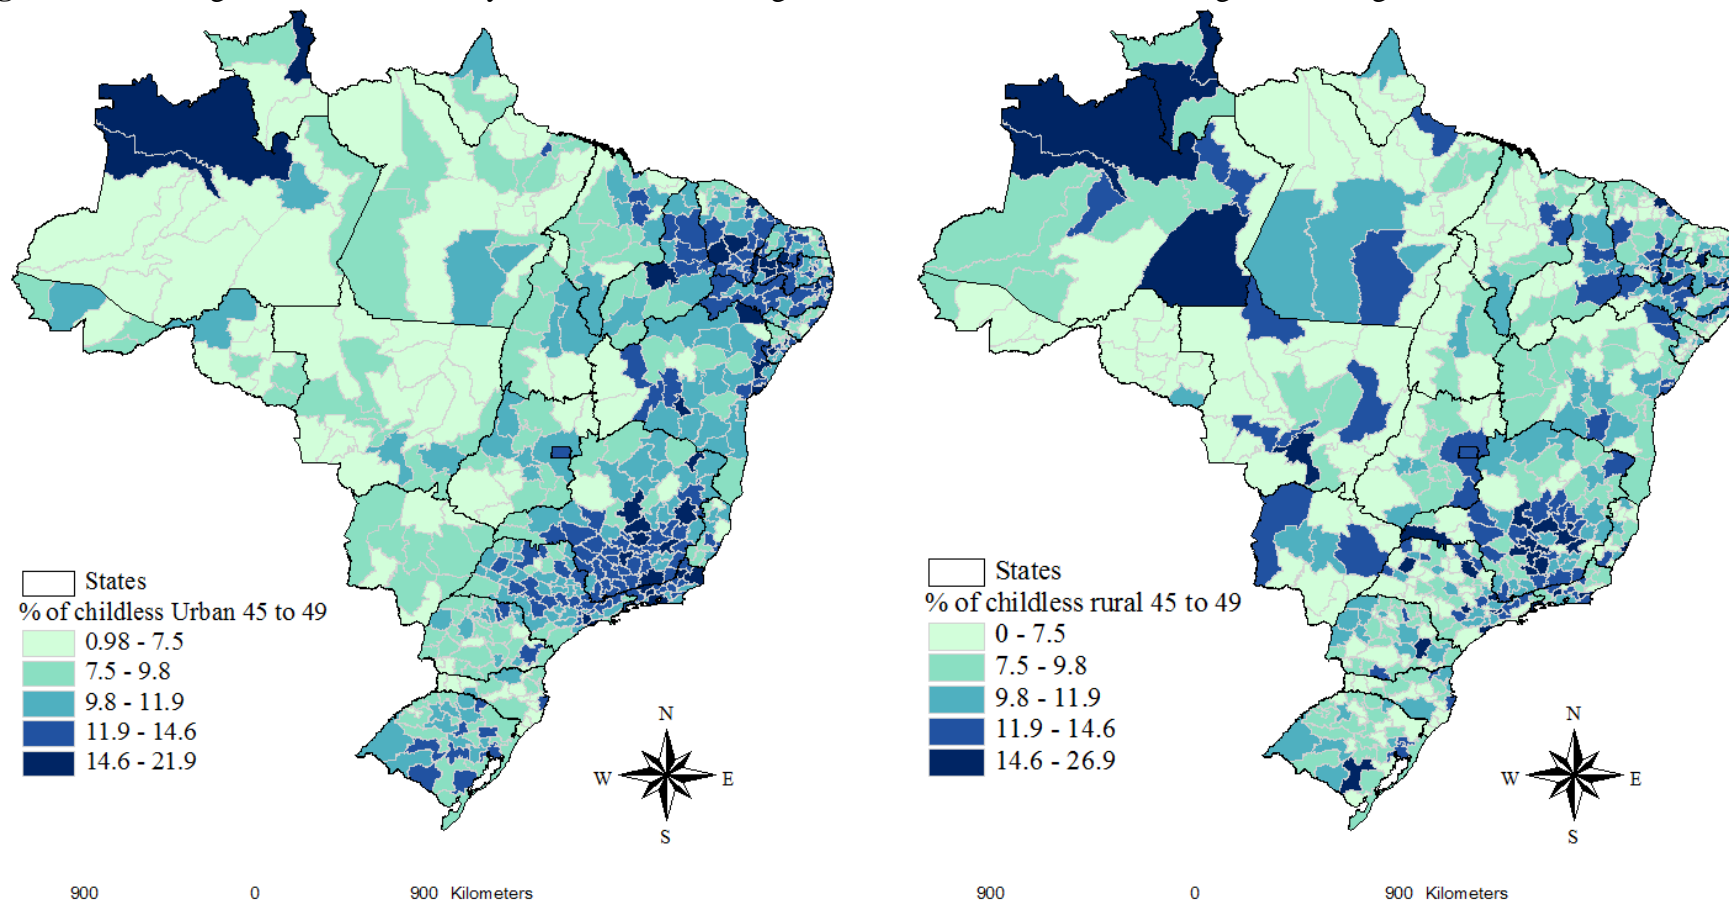 States
% of childless Urban 45 to 49
0.98 - 7.5
7.5 - 9.8
9.8 - 11.9
11.9 - 14.6
14.6 - 21.9
N
W E
S
900 0 900 Kilometers
States
% of childless rural 45 to 49
0 - 7.5
7.5 - 9.8
9.8 - 11.9
11.9 - 14.6
14.6 - 26.9
N
W E
S
900 0 900 Kilometers